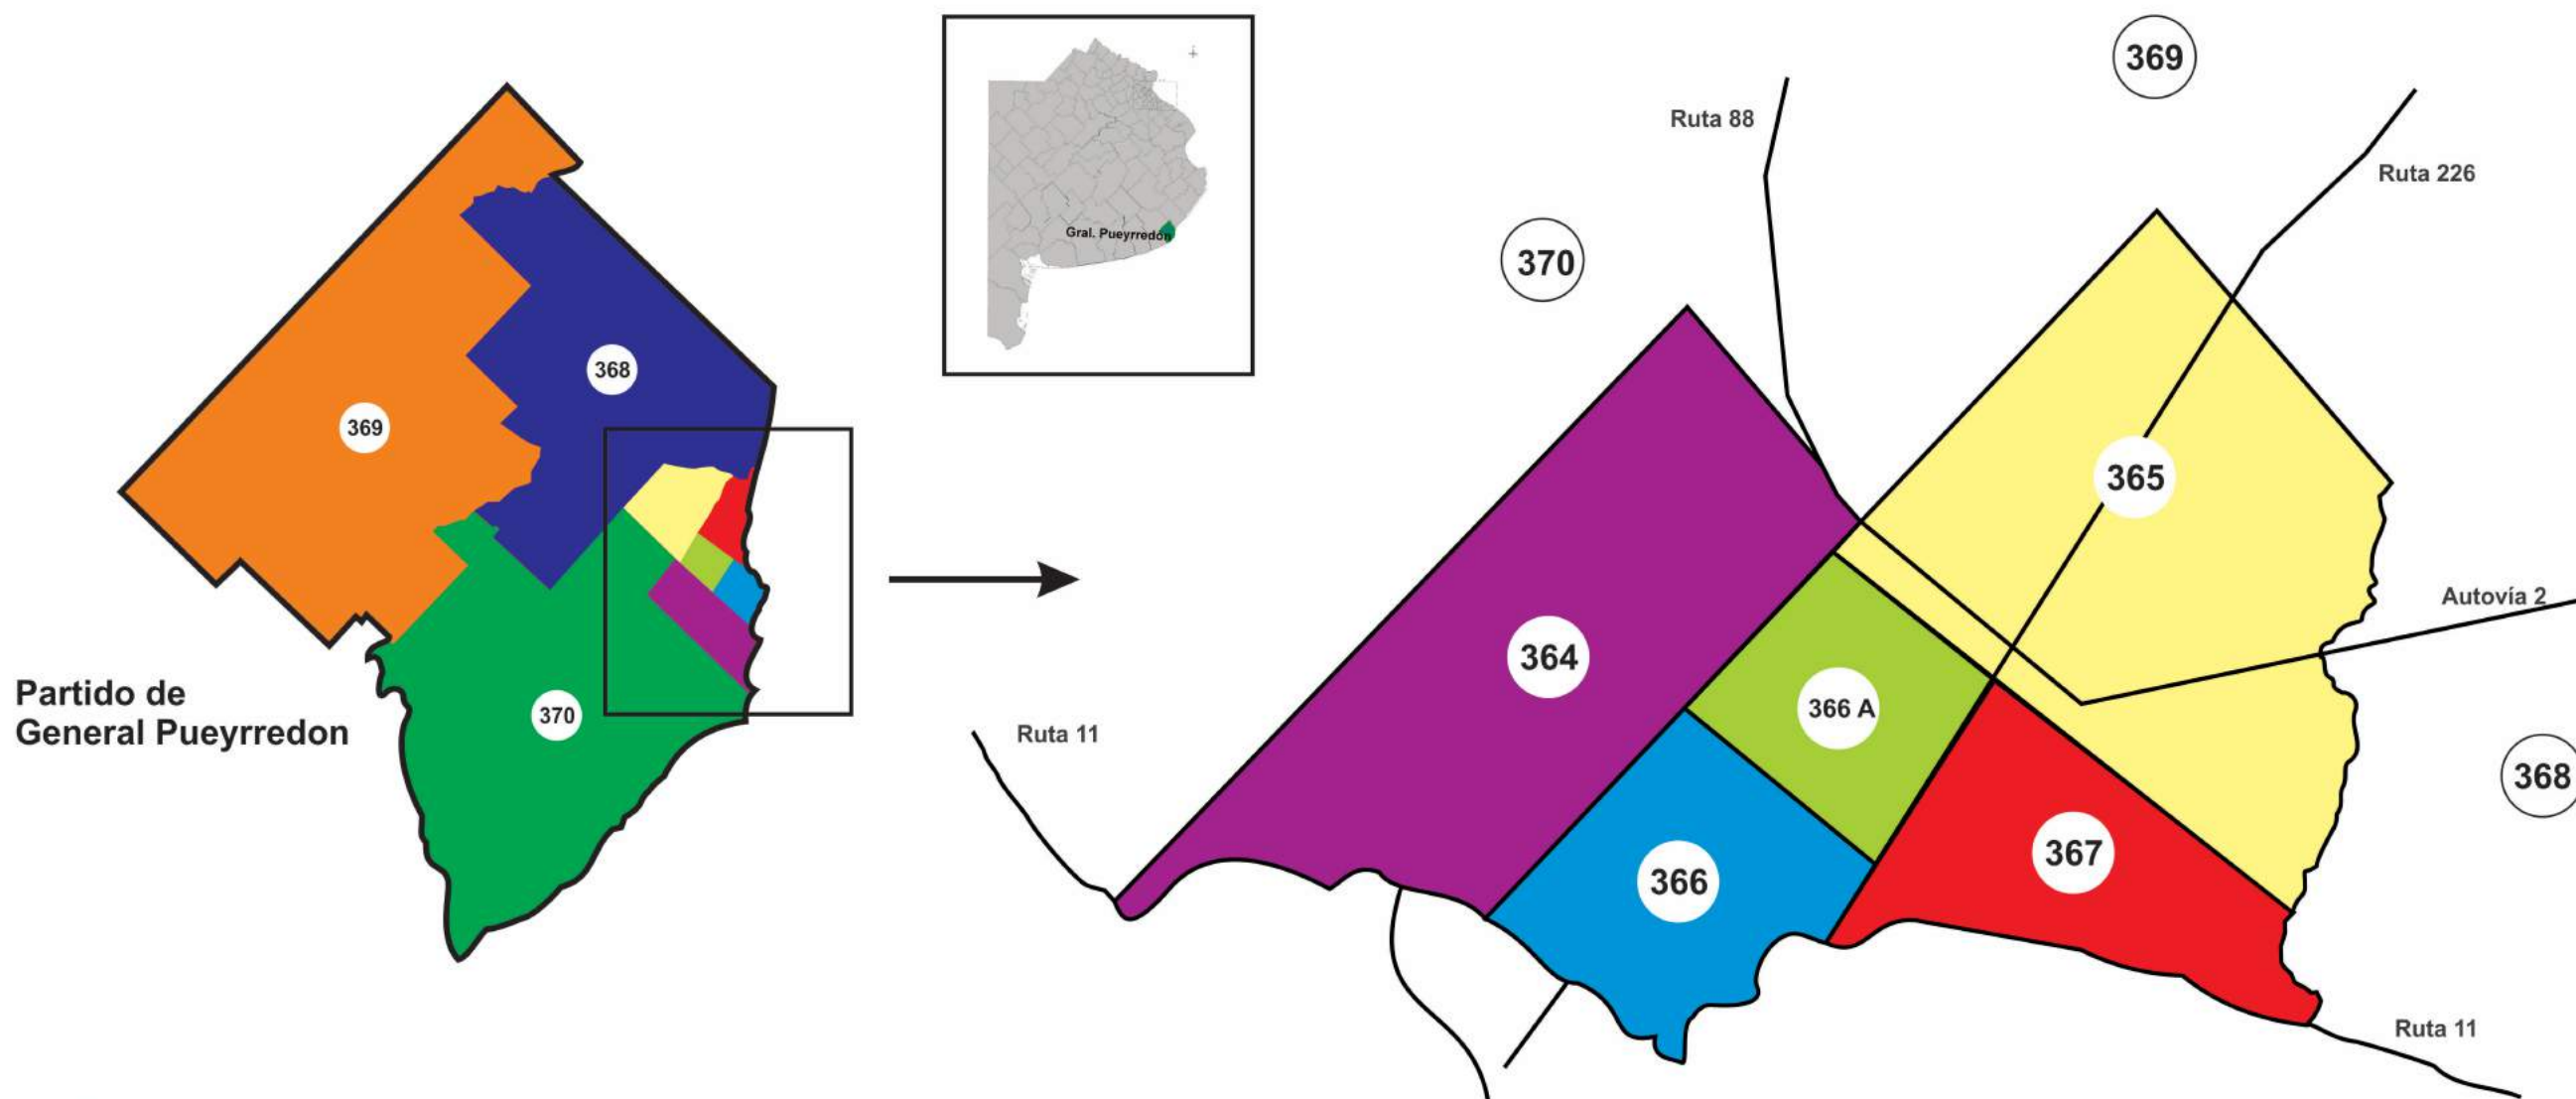 369
368
370
Partido de
General Pueyrredon
Gral. Pueyrredón
369
Ruta 88
Ruta 226
370
365
364
Autovía 2
366 A
Ruta 11
368
367
366
Ruta 11